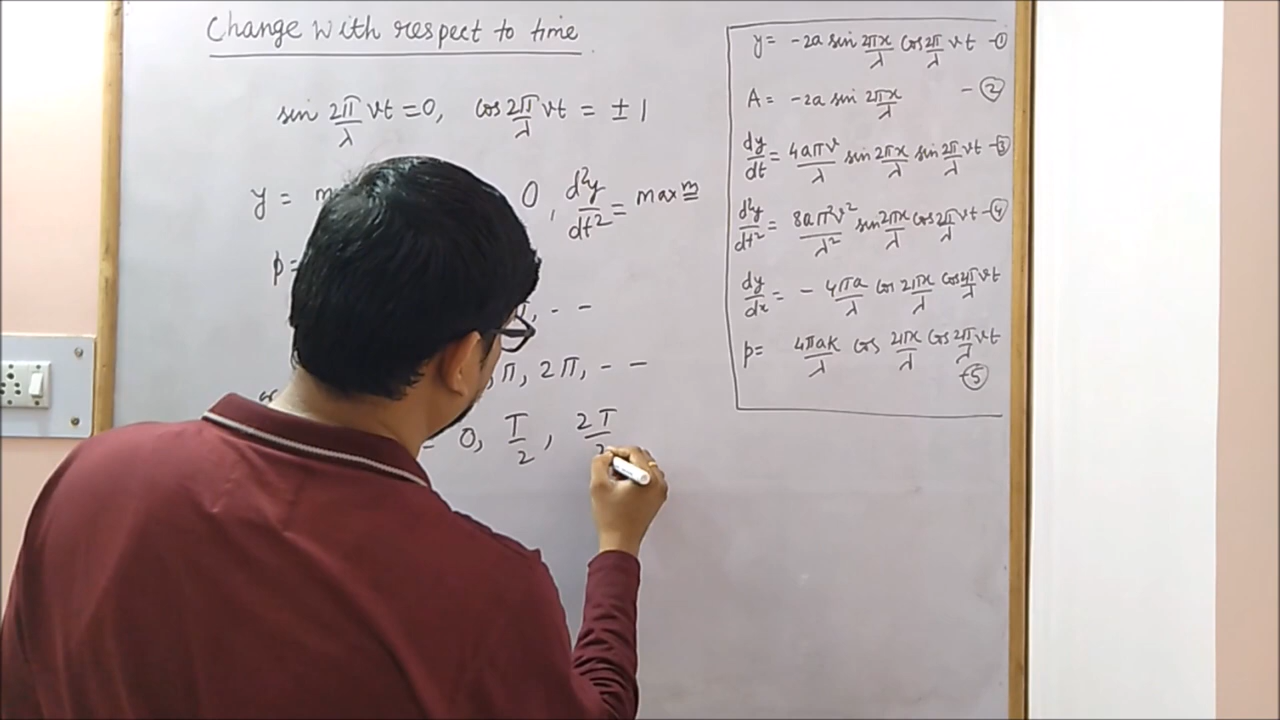 Change with respect to time
sin 2π/λ vt = 0, cos 2π/λ vt = ± 1
y = 0, d²y/dt² = maxm
p =
π, - -
π, 2π, - -
= 0, T/2, 2T/2
y = -2a sin 2πx/λ cos 2π/λ vt -①
A = -2a sin 2πx/λ - ②
dy/dt = 4aπv/λ sin 2πx/λ sin 2π/λ vt -③
d²y/dt² = 8aπ²v²/λ² sin 2πx/λ cos 2π/λ vt -④
dy/dx = - 4πa/λ cos 2πx/λ cos 2π/λ vt
p = 4πaK/λ cos 2πx/λ cos 2π/λ vt
-⑤